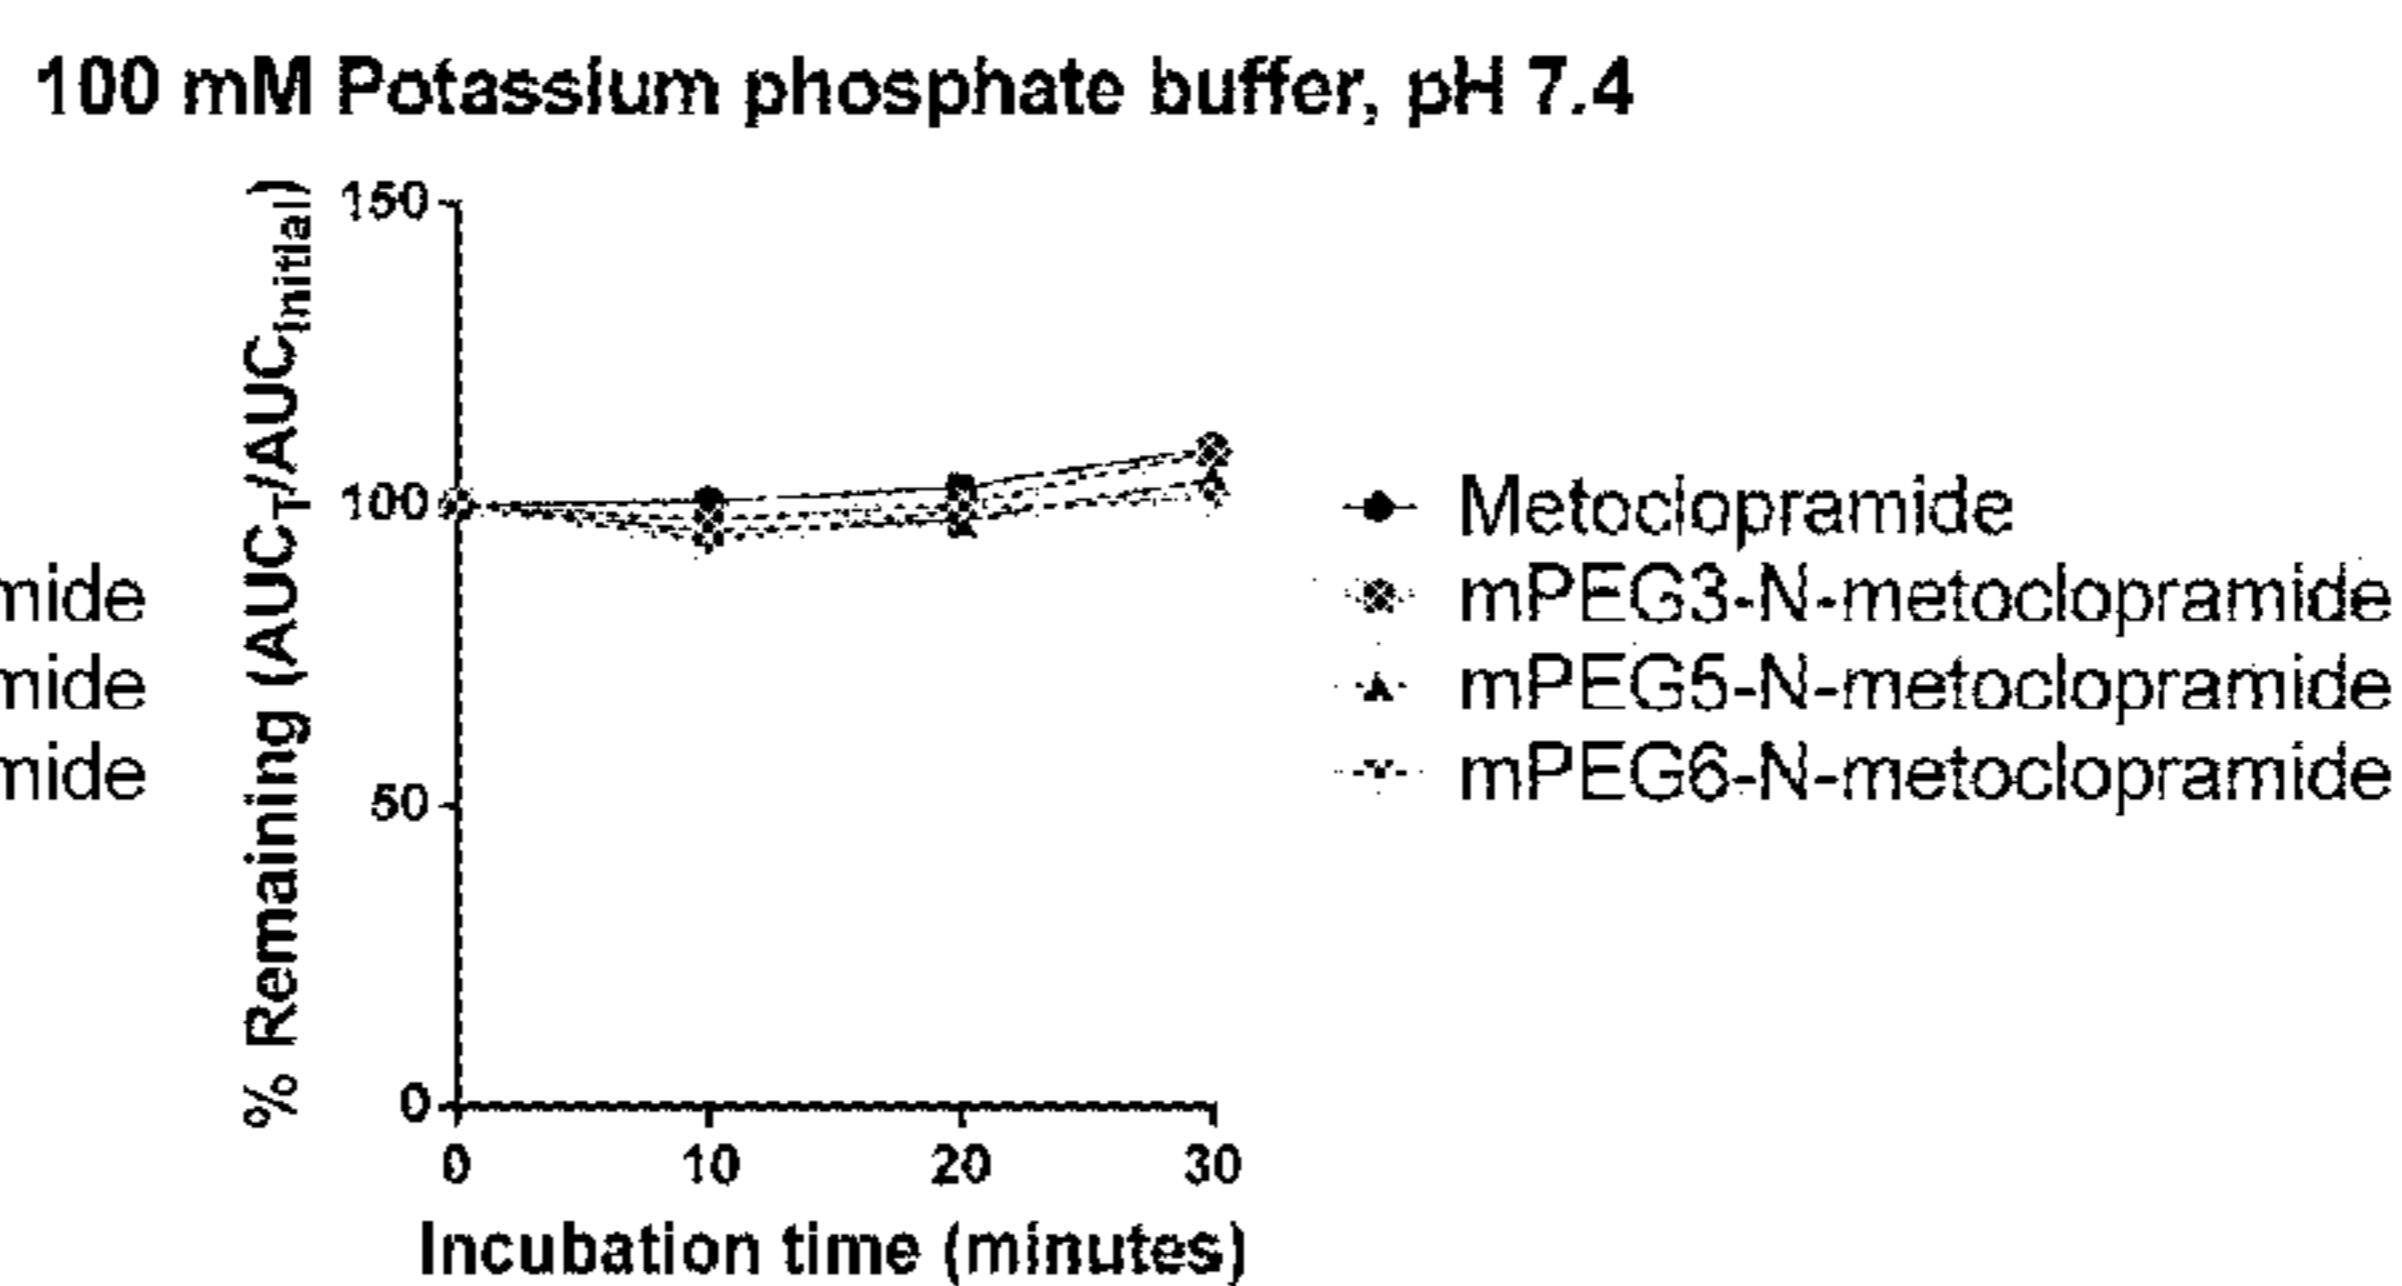 100 mM Potassium phosphate buffer, pH 7.4
% Remaining (AUCT/AUCinitial)
150
100
50
0
0 10 20 30
Incubation time (minutes)
Metoclopramide
mPEG3-N-metoclopramide
mPEG5-N-metoclopramide
mPEG6-N-metoclopramide
mide
mide
mide